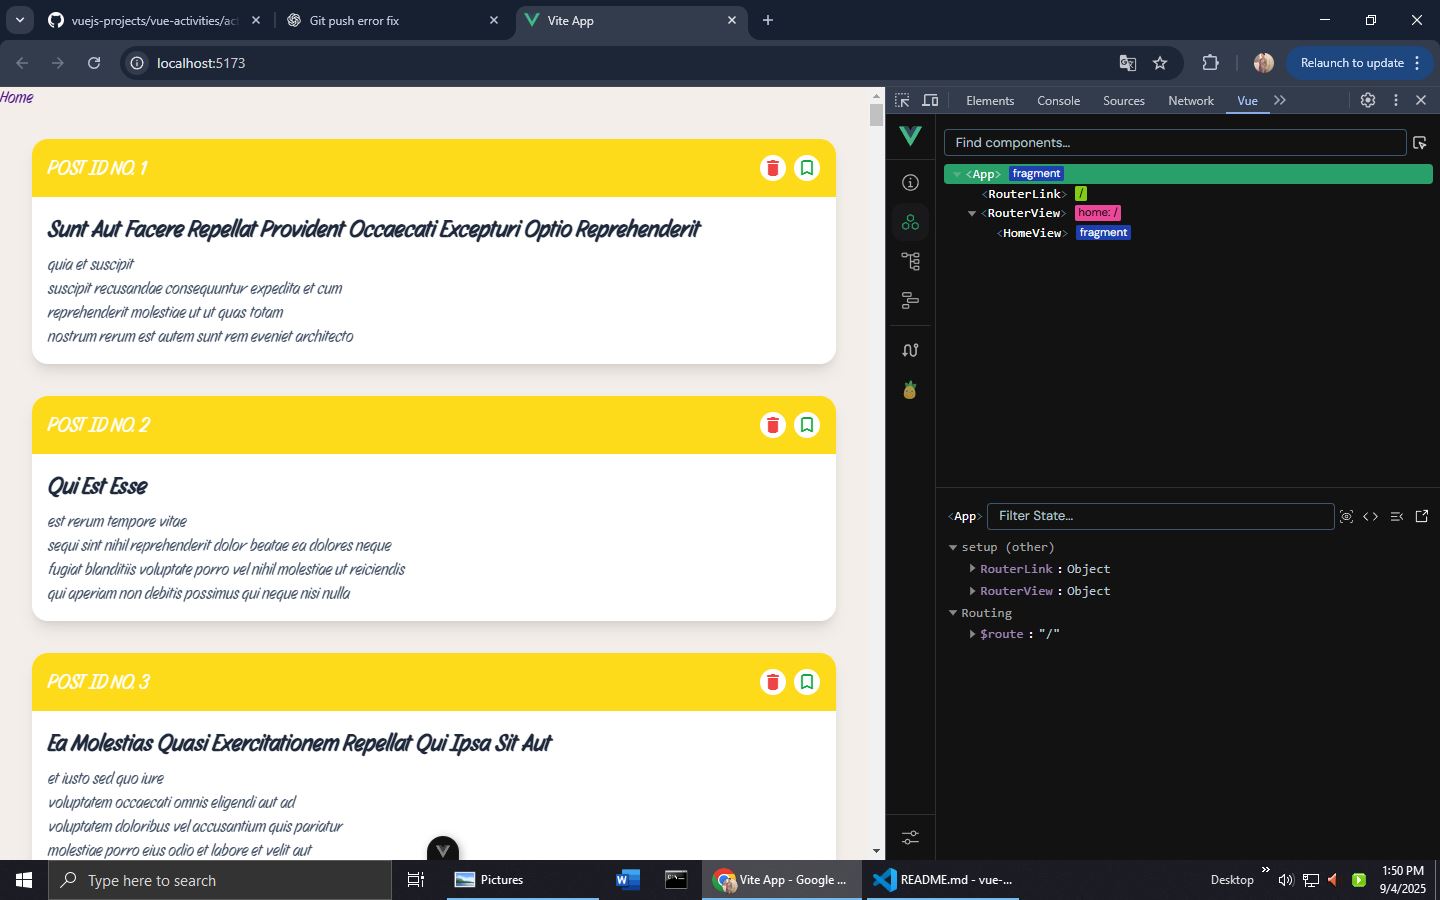 vuejs-projects/vue-activities/act
Git push error fix
Vite App
localhost:5173
Relaunch to update
Home
POST ID NO. 1
Sunt Aut Facere Repellat Provident Occaecati Excepturi Optio Reprehenderit
quia et suscipit
suscipit recusandae consequuntur expedita et cum
reprehenderit molestiae ut ut quas totam
nostrum rerum est autem sunt rem eveniet architecto
POST ID NO. 2
Qui Est Esse
est rerum tempore vitae
sequi sint nihil reprehenderit dolor beatae ea dolores neque
fugiat blanditiis voluptate porro vel nihil molestiae ut reiciendis
qui aperiam non debitis possimus qui neque nisi nulla
POST ID NO. 3
Ea Molestias Quasi Exercitationem Repellat Qui Ipsa Sit Aut
et iusto sed quo iure
voluptatem occaecati omnis eligendi aut ad
voluptatem doloribus vel accusantium quis pariatur
molestiae porro eius odio et labore et velit aut
Elements Console Sources Network Vue
Find components...
<App> fragment
<RouterLink> /
<RouterView> home: /
<HomeView> fragment
<App> Filter State...
setup (other)
RouterLink : Object
RouterView : Object
Routing
$route : "/"
Type here to search
Pictures
Vite App - Google ...
README.md - vue-...
Desktop
1:50 PM
9/4/2025